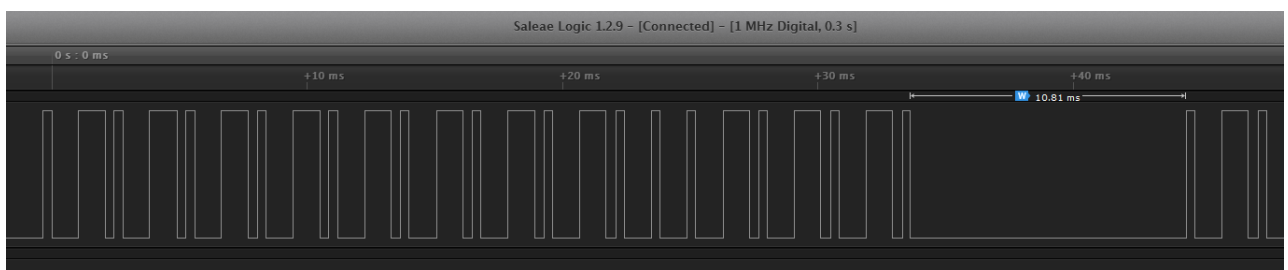 Saleae Logic 1.2.9 – [Connected] – [1 MHz Digital, 0.3 s]
0 s : 0 ms
+10 ms +20 ms +30 ms +40 ms
W 10.81 ms